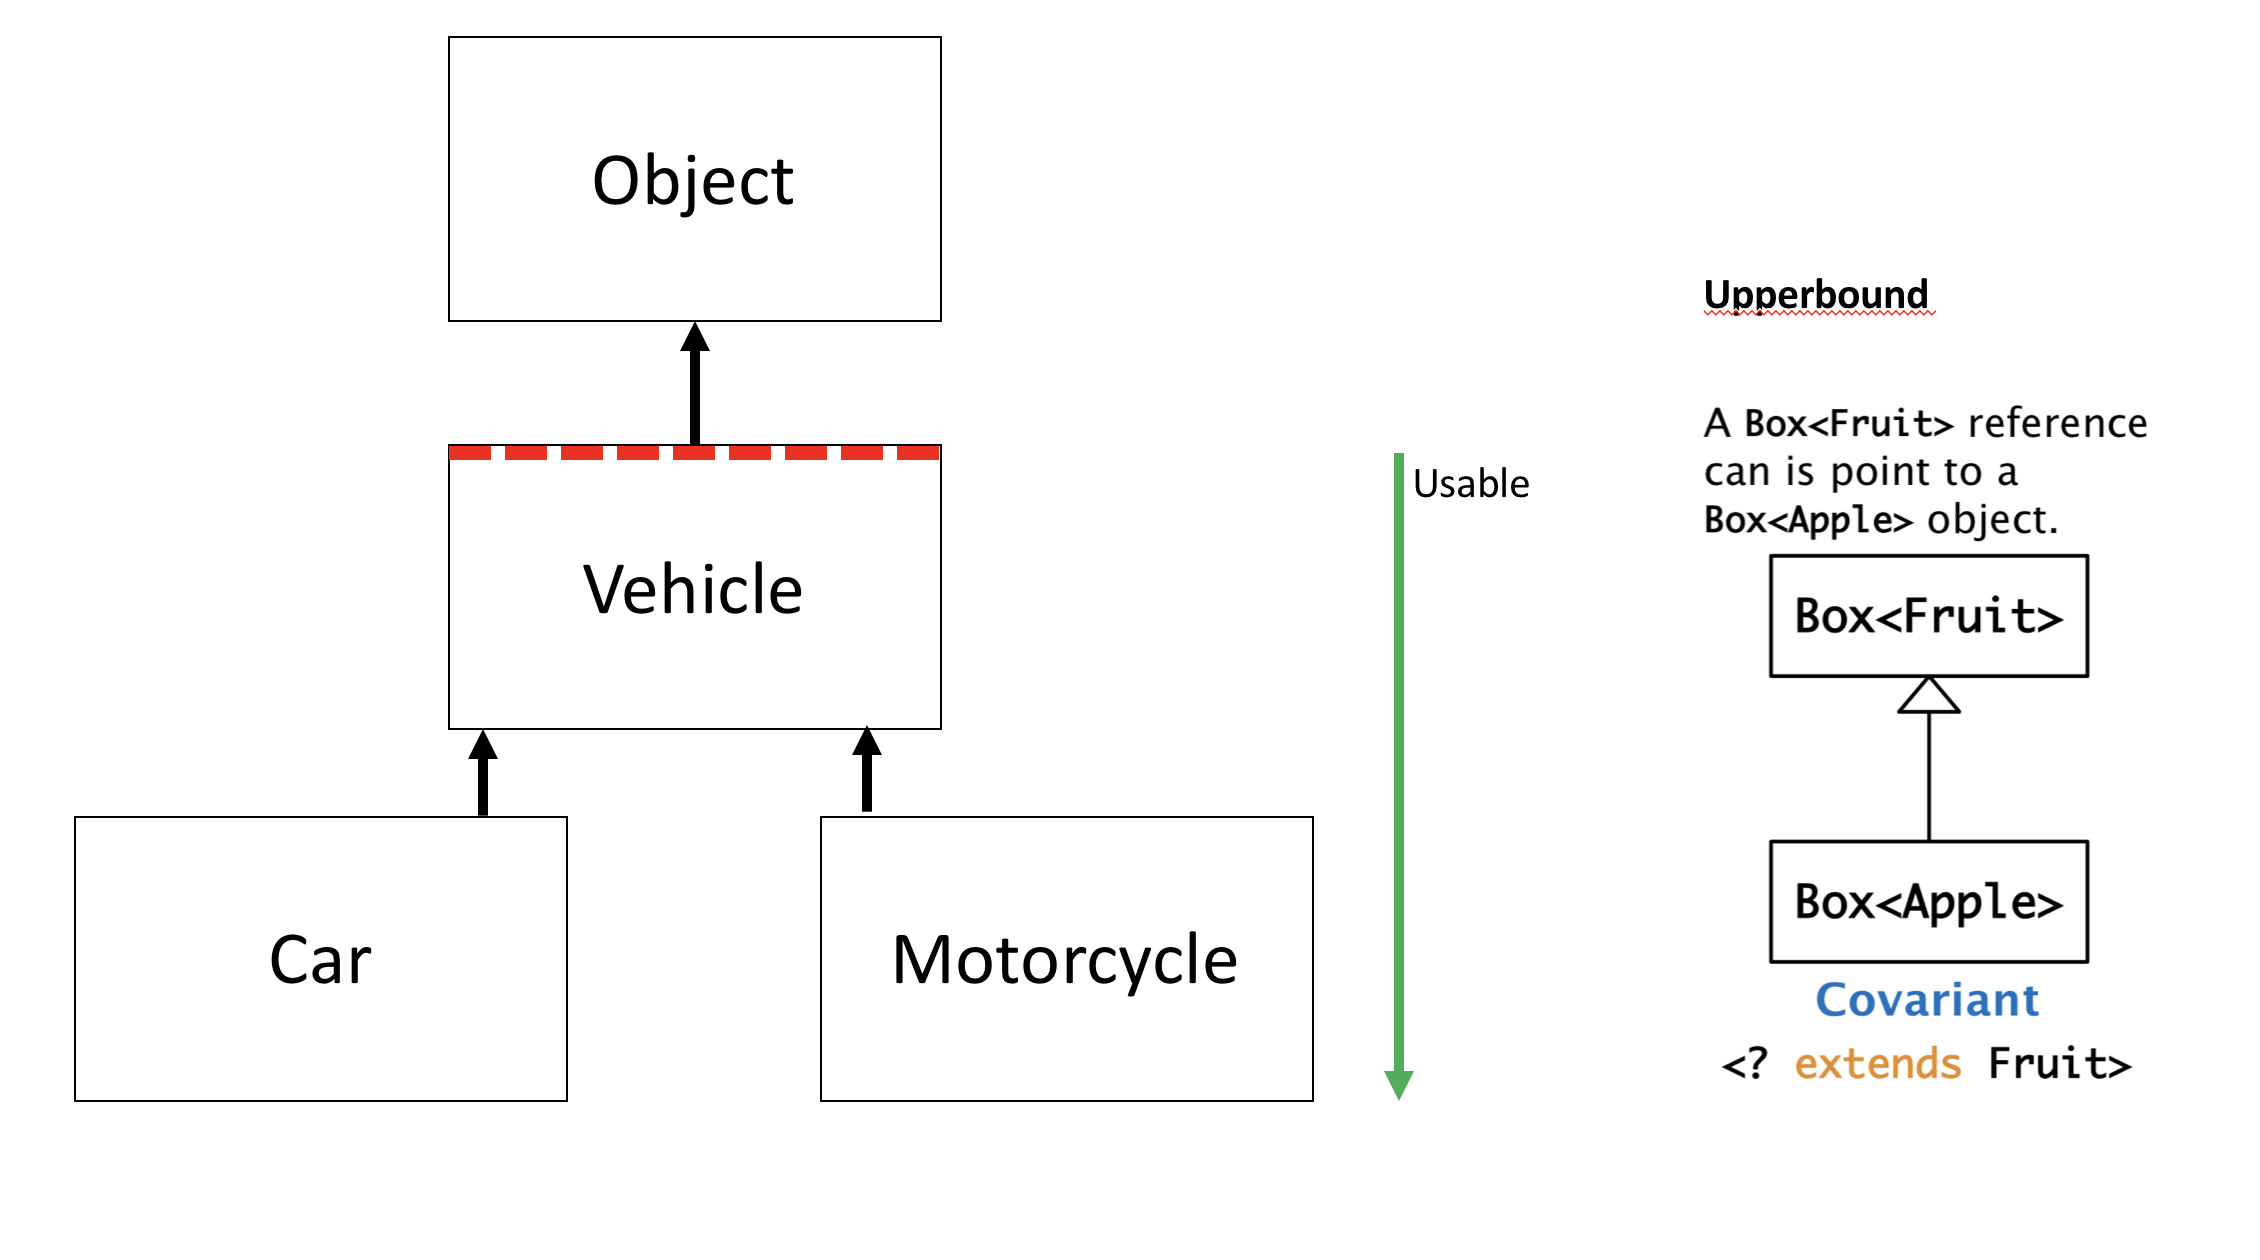 Object
Vehicle
Car
Motorcycle
Usable
Upperbound
A Box<Fruit> reference
can is point to a
Box<Apple> object.
Box<Fruit>
Box<Apple>
Covariant
<? extends Fruit>